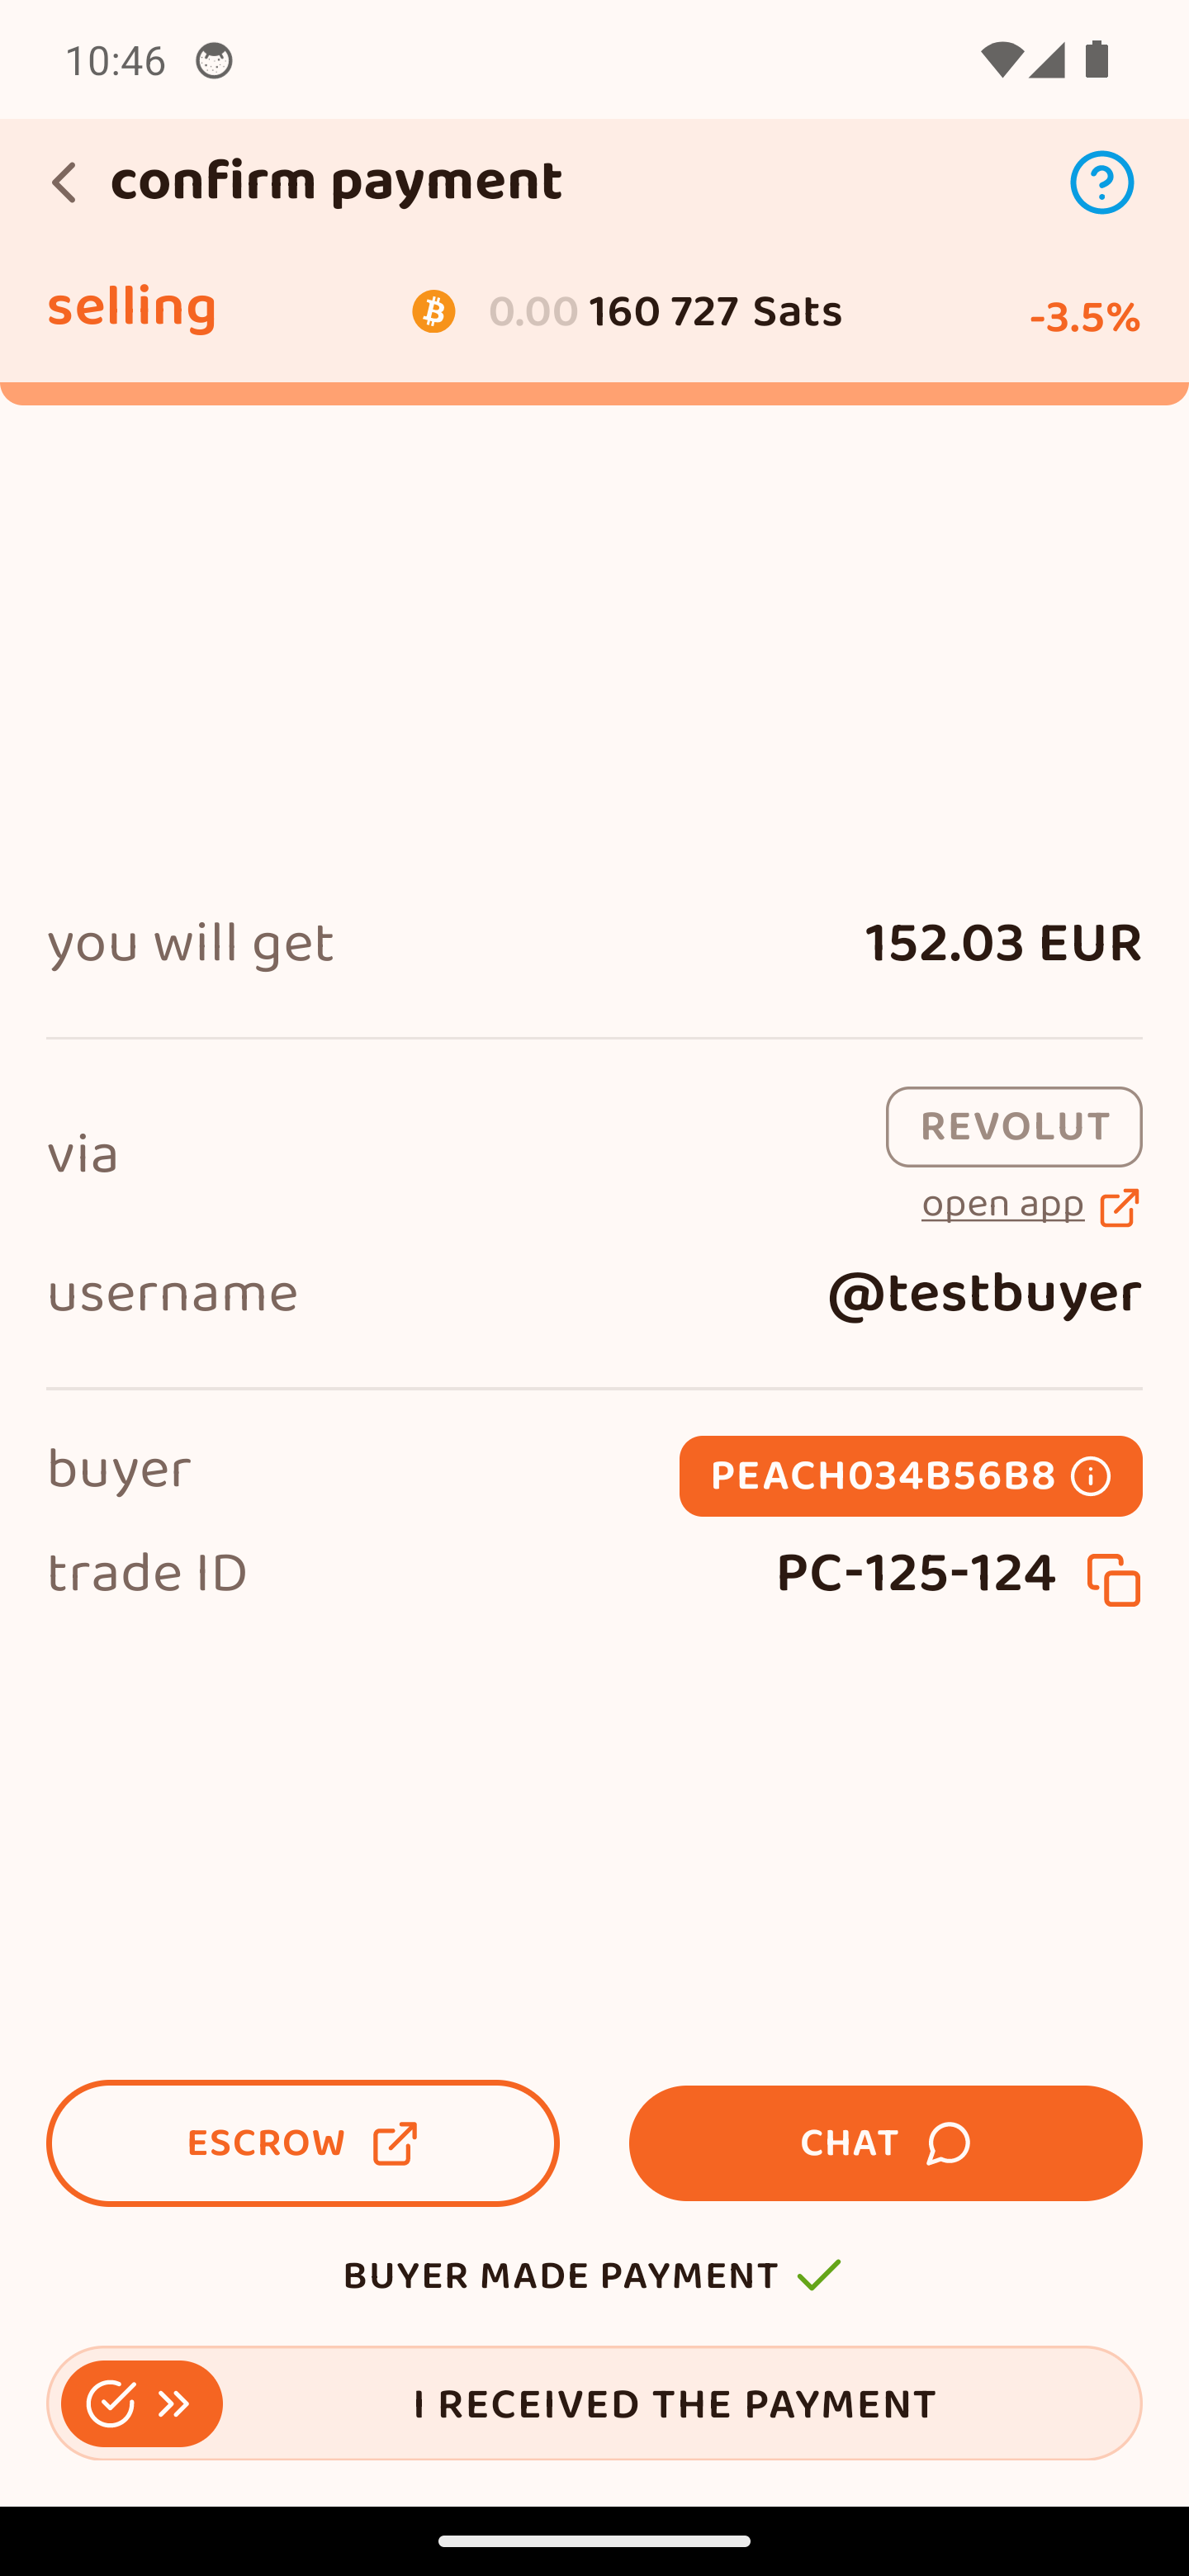 10:46
confirm payment
selling 0.00 160 727 Sats -3.5%
you will get 152.03 EUR
REVOLUT
via
open app
username @testbuyer
buyer PEACH034B56B8
trade ID PC-125-124
ESCROW CHAT
BUYER MADE PAYMENT
I RECEIVED THE PAYMENT